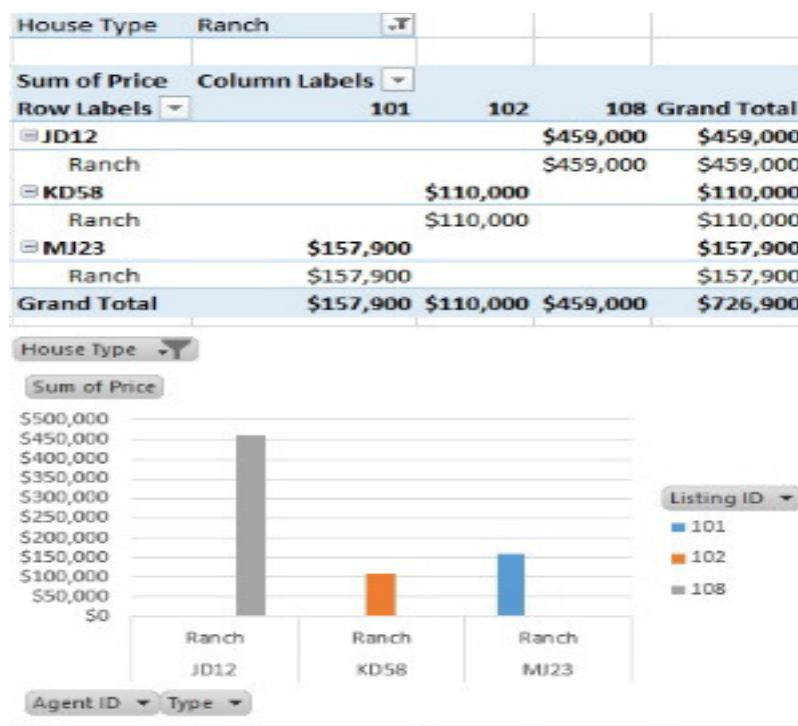 House Type Ranch
Sum of Price Column Labels
Row Labels 101 102 108 Grand Total
JD12 $459,000 $459,000
Ranch $459,000 $459,000
KD58 $110,000 $110,000
Ranch $110,000 $110,000
MJ23 $157,900 $157,900
Ranch $157,900 $157,900
Grand Total $157,900 $110,000 $459,000 $726,900
House Type
Sum of Price
$500,000
$450,000
$400,000
$350,000
$300,000
$250,000
$200,000
$150,000
$100,000
$50,000
$0
Ranch Ranch Ranch
JD12 KD58 MJ23
Listing ID
101
102
108
Agent ID Type